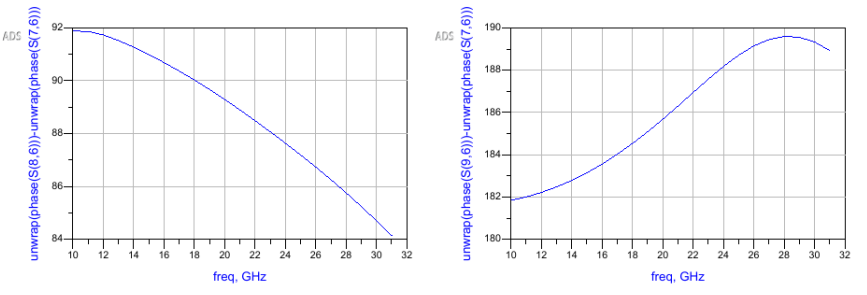 ADS
unwrap(phase(S(8,6)))-unwrap(phase(S(7,6)))
92
90
88
86
84
10 12 14 16 18 20 22 24 26 28 30 32
freq, GHz
ADS
unwrap(phase(S(9,6)))-unwrap(phase(S(7,6)))
190
188
186
184
182
180
10 12 14 16 18 20 22 24 26 28 30 32
freq, GHz